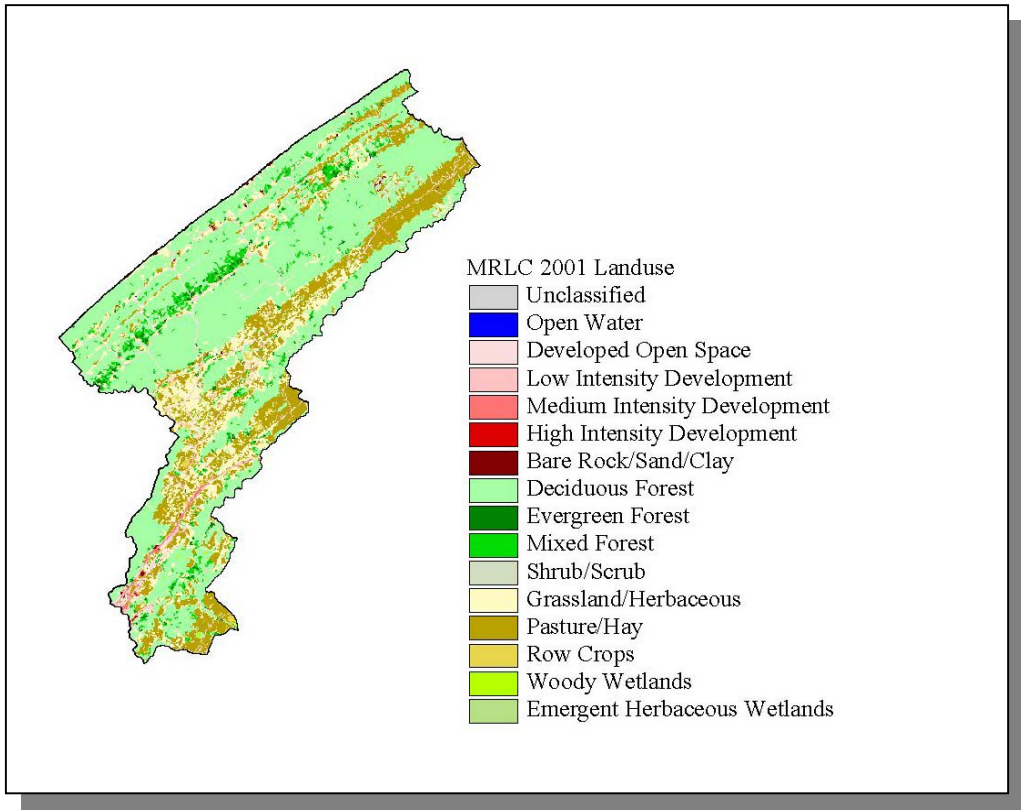 MRLC 2001 Landuse
Unclassified
Open Water
Developed Open Space
Low Intensity Development
Medium Intensity Development
High Intensity Development
Bare Rock/Sand/Clay
Deciduous Forest
Evergreen Forest
Mixed Forest
Shrub/Scrub
Grassland/Herbaceous
Pasture/Hay
Row Crops
Woody Wetlands
Emergent Herbaceous Wetlands